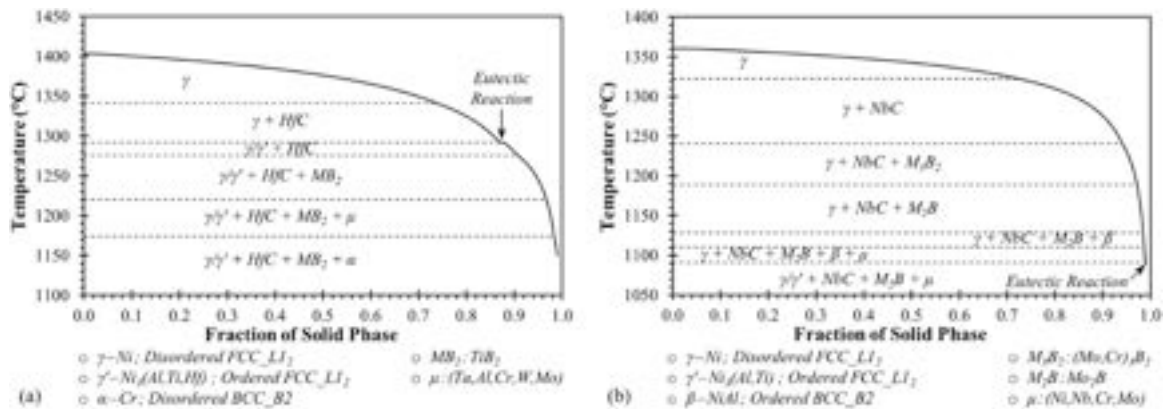 1450
1400
1350
1300
1250
1200
1150
1100
Temperature (°C)
γ
Eutectic
Reaction
γ + HfC
γ/γ' + HfC
γ/γ' + HfC + MB₂
γ/γ' + HfC + MB₂ + μ
γ/γ' + HfC + MB₂ + α
0.0 0.1 0.2 0.3 0.4 0.5 0.6 0.7 0.8 0.9 1.0
Fraction of Solid Phase
γ–Ni; Disordered FCC_L1₂
MB₂: TiB₂
γ'–Ni₃(Al,Ti,Hf) ; Ordered FCC_L1₂
μ: (Ta,Al,Cr,W,Mo)
(a)
α–Cr; Disordered BCC_B2
1400
1350
1300
1250
1200
1150
1100
1050
Temperature (°C)
γ
γ + NbC
γ + NbC + M₃B₂
γ + NbC + M₂B
γ + NbC + M₂B + β
γ + NbC + M₂B + β + μ
Eutectic Reaction
γ/γ' + NbC + M₂B + μ
0.0 0.1 0.2 0.3 0.4 0.5 0.6 0.7 0.8 0.9 1.0
Fraction of Solid Phase
γ–Ni; Disordered FCC_L1₂
M₃B₂: (Mo,Cr)₃B₂
γ'–Ni₃(Al,Ti) ; Ordered FCC_L1₂
M₂B: Mo₂B
(b)
β–NiAl; Ordered BCC_B2
μ: (Ni,Nb,Cr,Mo)